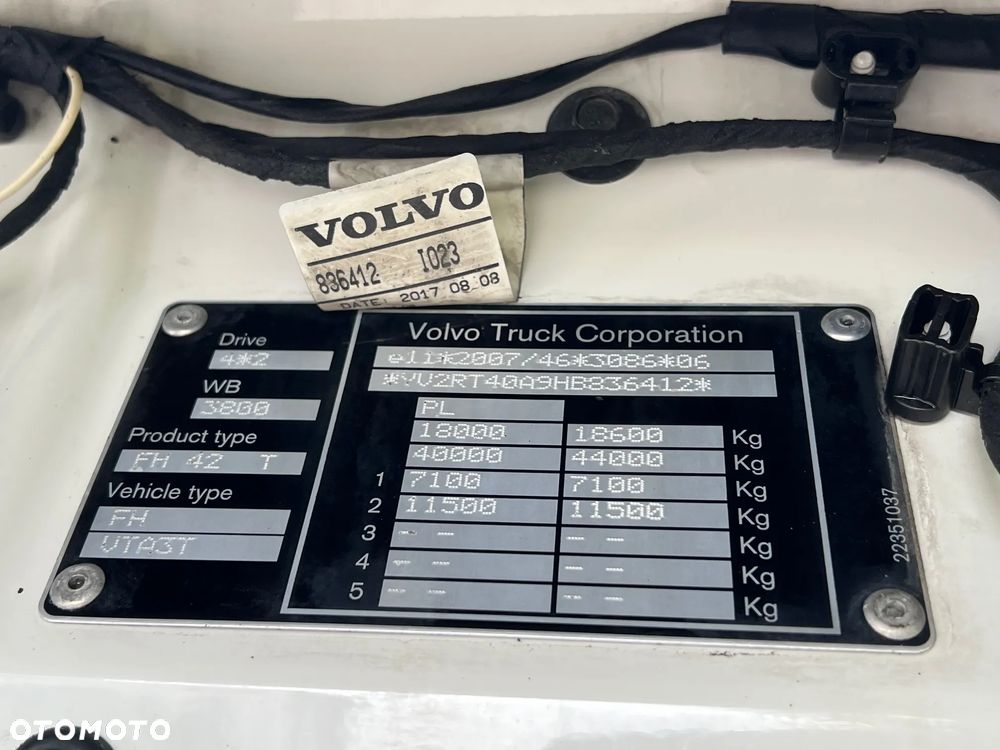 VOLVO
836412 I023
DATE: 2017 08 08
Volvo Truck Corporation
e11*2007/46*3086*06
*YV2RT40A9HB836412*
Drive
4*2
WB
3800
Product type
FH 42 T
Vehicle type
FH
VTA3T
PL
18000 18600 Kg
40000 44000 Kg
1 7100 7100 Kg
2 11500 11500 Kg
3 -- -- -- -- Kg
4 -- -- -- -- Kg
5 -- -- -- -- Kg
22351037
OTOMOTO